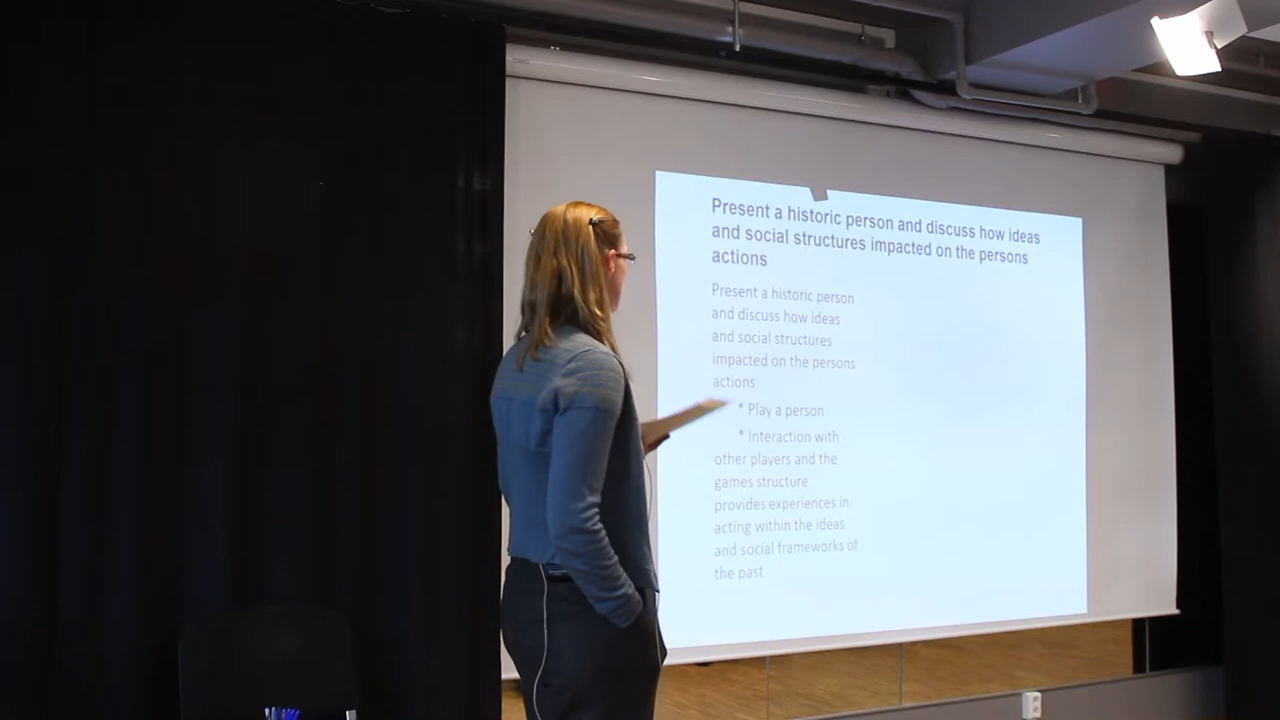 Present a historic person and discuss how ideas
and social structures impacted on the persons
actions
Present a historic person
and discuss how ideas
and social structures
impacted on the persons
actions
* Play a person
* Interaction with
other players and the
games structure
provides experiences in
acting within the ideas
and social frameworks of
the past